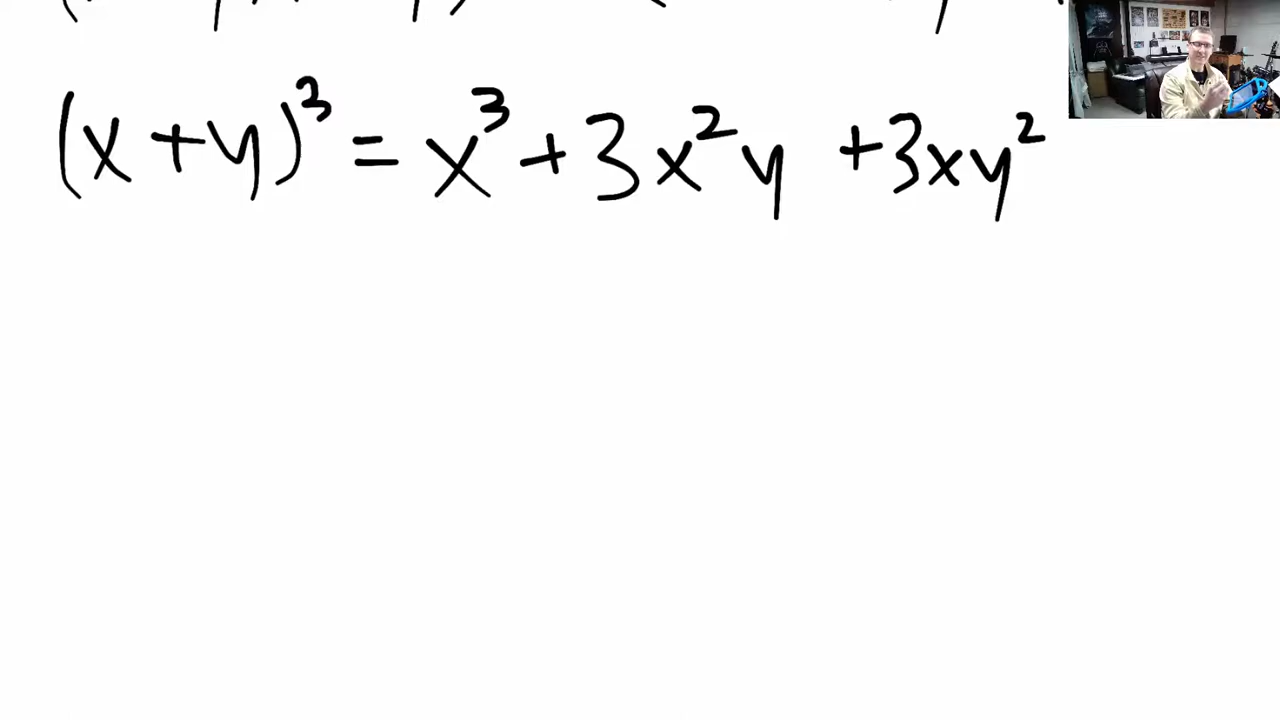 (x+y)³ = x³ + 3x²y + 3xy²